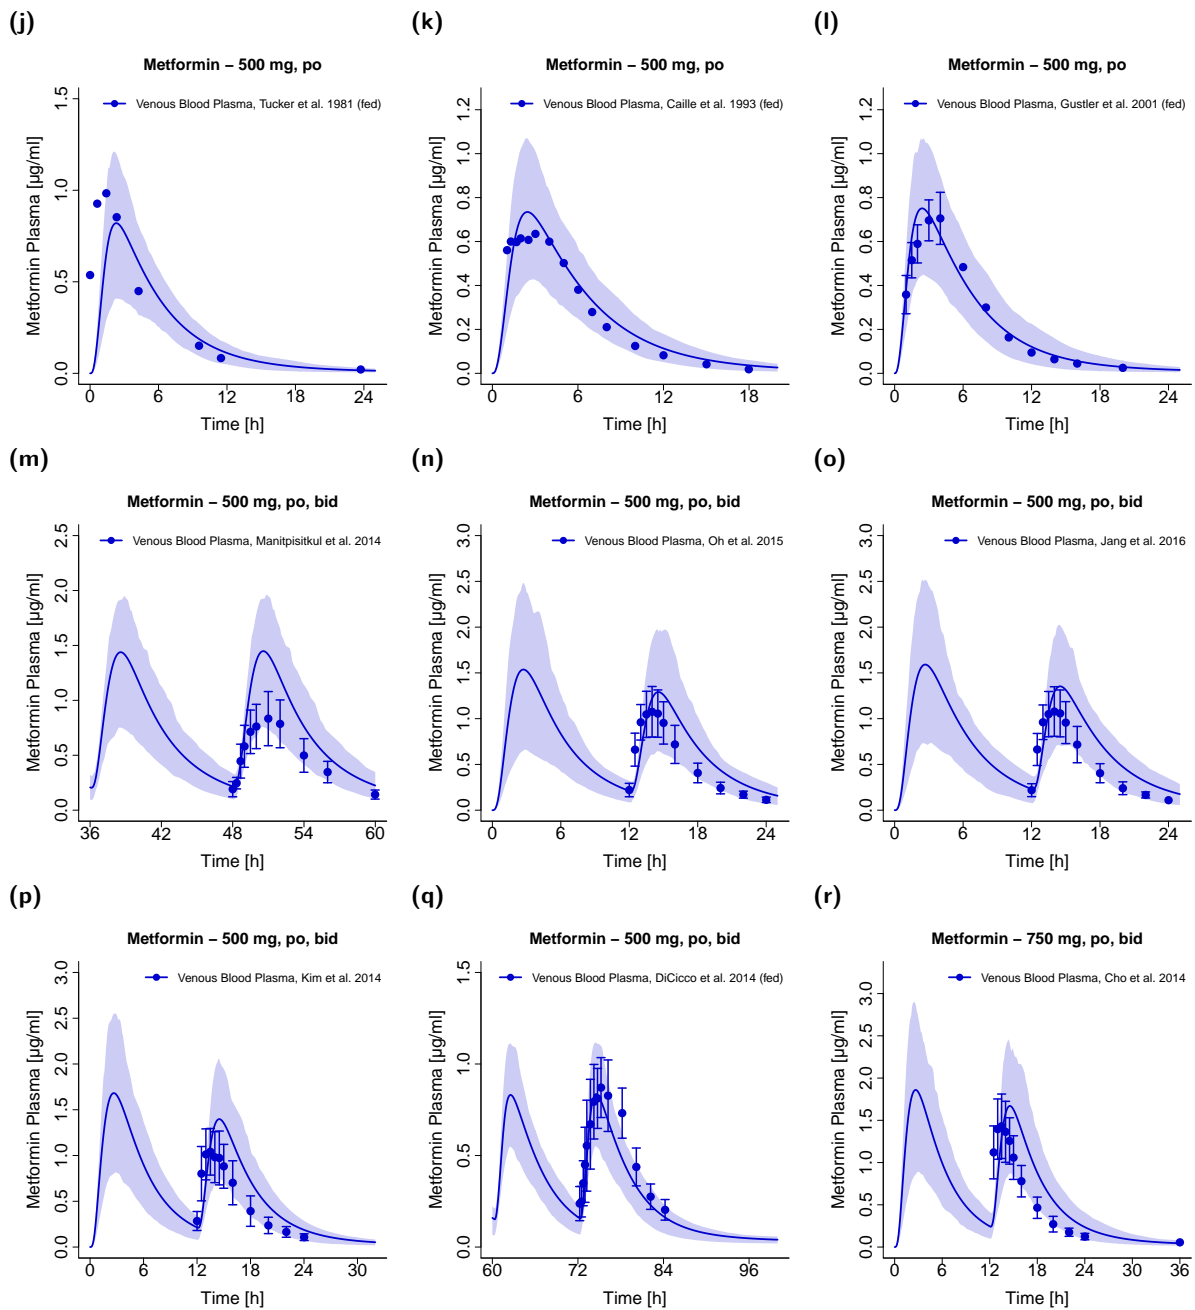 (j)
(k)
(l)
Metformin – 500 mg, po
Metformin – 500 mg, po
Metformin – 500 mg, po
Venous Blood Plasma, Tucker et al. 1981 (fed)
Venous Blood Plasma, Caille et al. 1993 (fed)
Venous Blood Plasma, Gustler et al. 2001 (fed)
Metformin Plasma [µg/ml]
0.0 0.5 1.0 1.5
Metformin Plasma [µg/ml]
0.0 0.2 0.4 0.6 0.8 1.0 1.2
Metformin Plasma [µg/ml]
0.0 0.2 0.4 0.6 0.8 1.0 1.2
0 6 12 18 24
0 6 12 18
0 6 12 18 24
Time [h]
Time [h]
Time [h]
(m)
(n)
(o)
Metformin – 500 mg, po, bid
Metformin – 500 mg, po, bid
Metformin – 500 mg, po, bid
Venous Blood Plasma, Manitpisitkul et al. 2014
Venous Blood Plasma, Oh et al. 2015
Venous Blood Plasma, Jang et al. 2016
Metformin Plasma [µg/ml]
0.0 0.5 1.0 1.5 2.0 2.5
Metformin Plasma [µg/ml]
0.0 0.5 1.0 1.5 2.0 2.5 3.0
Metformin Plasma [µg/ml]
0.0 0.5 1.0 1.5 2.0 2.5 3.0
36 42 48 54 60
0 6 12 18 24
0 6 12 18 24
Time [h]
Time [h]
Time [h]
(p)
(q)
(r)
Metformin – 500 mg, po, bid
Metformin – 500 mg, po, bid
Metformin – 750 mg, po, bid
Venous Blood Plasma, Kim et al. 2014
Venous Blood Plasma, DiCicco et al. 2014 (fed)
Venous Blood Plasma, Cho et al. 2014
Metformin Plasma [µg/ml]
0.0 0.5 1.0 1.5 2.0 2.5 3.0
Metformin Plasma [µg/ml]
0.0 0.5 1.0 1.5
Metformin Plasma [µg/ml]
0.0 0.5 1.0 1.5 2.0 2.5 3.0
0 6 12 18 24 30
60 72 84 96
0 6 12 18 24 30 36
Time [h]
Time [h]
Time [h]